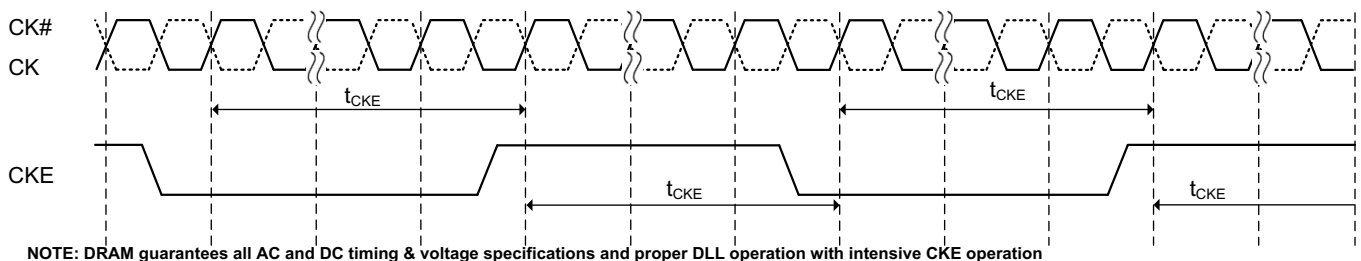 CK#
CK
tCKE
tCKE
CKE
tCKE
tCKE
NOTE: DRAM guarantees all AC and DC timing & voltage specifications and proper DLL operation with intensive CKE operation